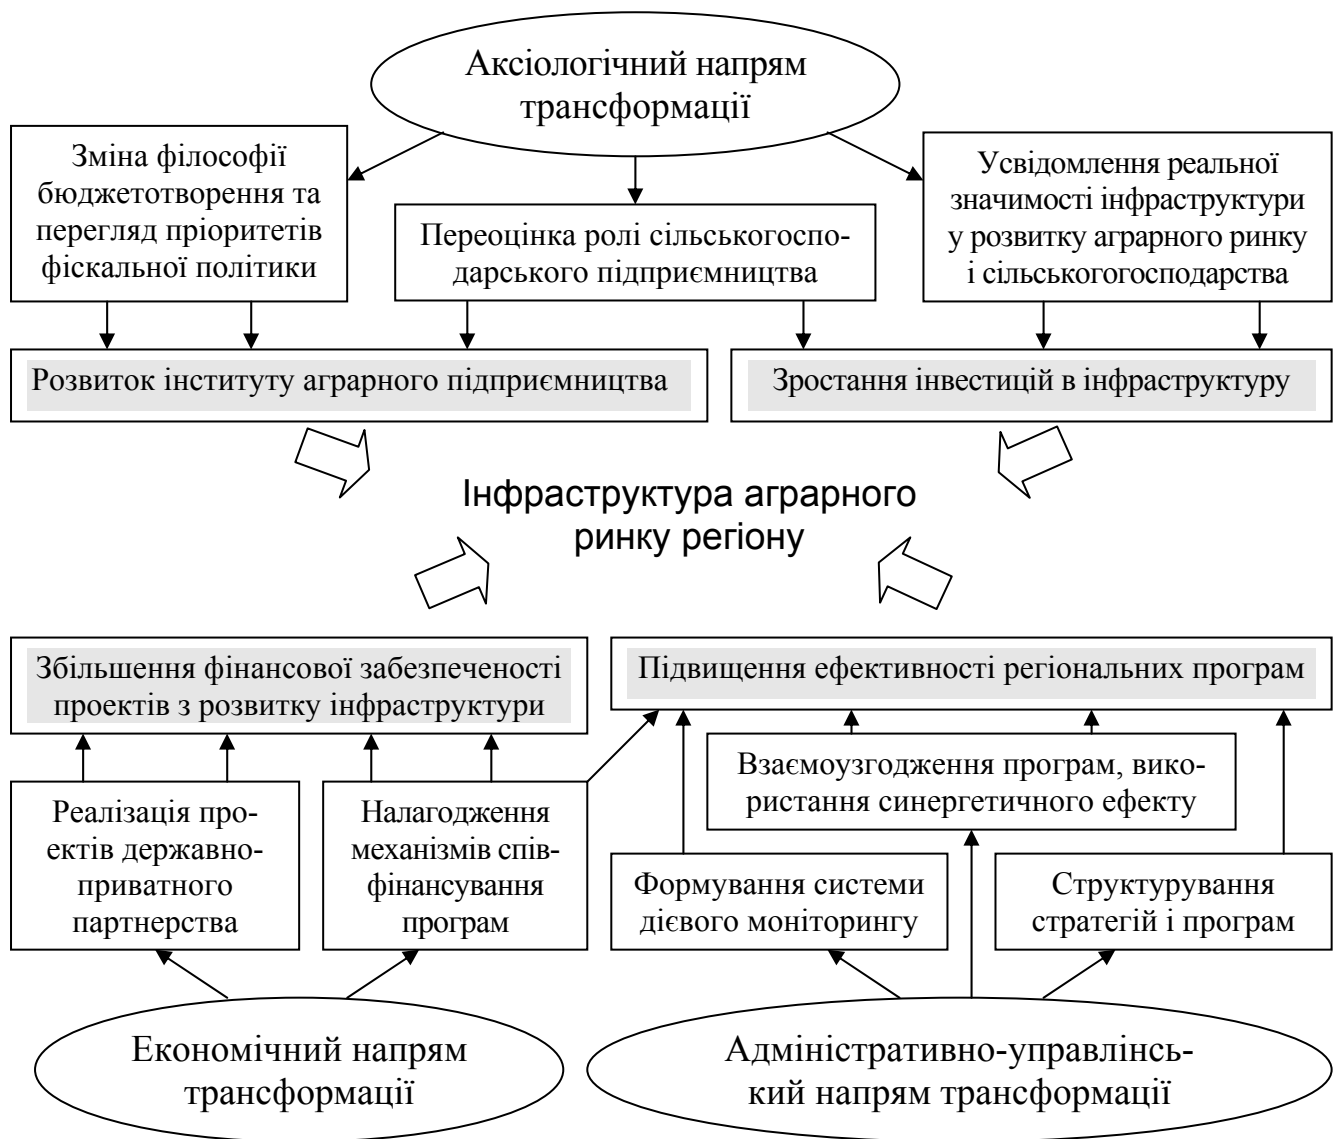 Аксіологічний напрям
трансформації
Зміна філософії
бюджетотворення та
перегляд пріоритетів
фіскальної політики
Переоцінка ролі сільськогоспо-
дарського підприємництва
Усвідомлення реальної
значимості інфраструктури
у розвитку аграрного ринку
і сільськогогосподарства
Розвиток інституту аграрного підприємництва
Зростання інвестицій в інфраструктуру
Інфраструктура аграрного
ринку регіону
Збільшення фінансової забезпеченості
проектів з розвитку інфраструктури
Підвищення ефективності регіональних програм
Реалізація про-
ектів державно-
приватного
партнерства
Налагодження
механізмів спів-
фінансування
програм
Взаємоузгодження програм, вико-
ристання синергетичного ефекту
Формування системи
дієвого моніторингу
Структурування
стратегій і програм
Економічний напрям
трансформації
Адміністративно-управлінсь-
кий напрям трансформації